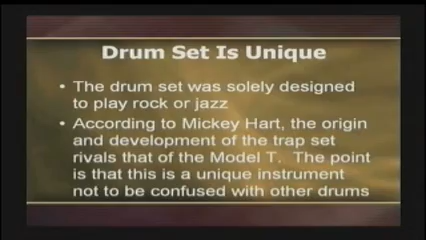 Drum Set Is Unique
• The drum set was solely designed
to play rock or jazz
• According to Mickey Hart, the origin
and development of the trap set
rivals that of the Model T.  The point
is that this is a unique instrument
not to be confused with other drums